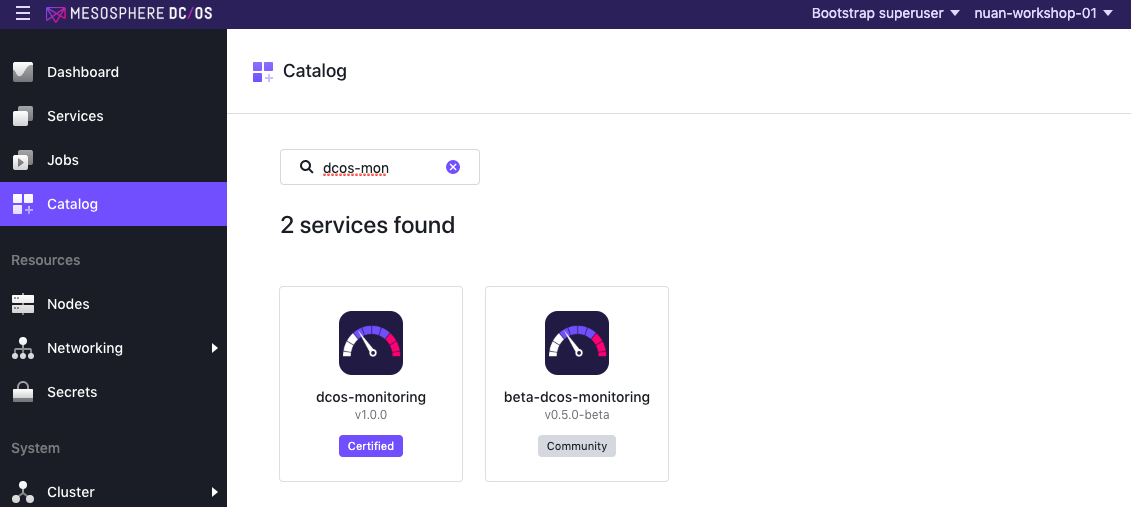 MESOSPHERE DC/OS
Bootstrap superuser
nuan-workshop-01
Dashboard
Services
Jobs
Catalog
Resources
Nodes
Networking
Secrets
System
Cluster
Catalog
dcos-mon
2 services found
dcos-monitoring
v1.0.0
Certified
beta-dcos-monitoring
v0.5.0-beta
Community